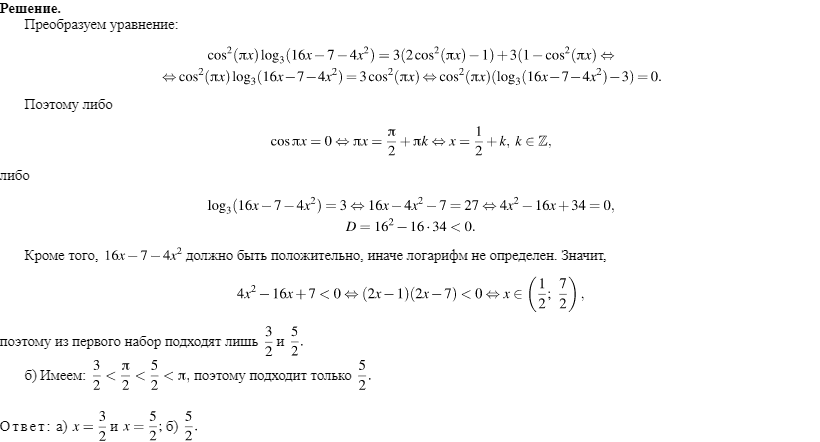 Решение.
Преобразуем уравнение:
cos²(πx) log₃(16x − 7 − 4x²) = 3(2cos²(πx) − 1) + 3(1 − cos²(πx) ⇔
⇔ cos²(πx) log₃(16x − 7 − 4x²) = 3cos²(πx) ⇔ cos²(πx)(log₃(16x − 7 − 4x²) − 3) = 0.
Поэтому либо
cos πx = 0 ⇔ πx = π/2 + πk ⇔ x = 1/2 + k, k ∈ ℤ,
либо
log₃(16x − 7 − 4x²) = 3 ⇔ 16x − 4x² − 7 = 27 ⇔ 4x² − 16x + 34 = 0,
D = 16² − 16 · 34 < 0.
Кроме того, 16x − 7 − 4x² должно быть положительно, иначе логарифм не определен. Значит,
4x² − 16x + 7 < 0 ⇔ (2x − 1)(2x − 7) < 0 ⇔ x ∈ (1/2; 7/2),
поэтому из первого набор подходят лишь 3/2 и 5/2.
б) Имеем: 3/2 < π/2 < 5/2 < π, поэтому подходит только 5/2.
Ответ: а) x = 3/2 и x = 5/2; б) 5/2.